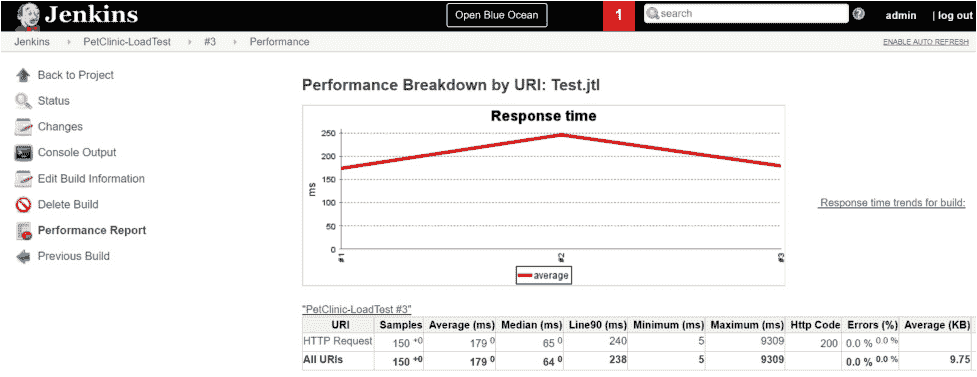 Jenkins Open Blue Ocean 1 search admin | log out
Jenkins PetClinic-LoadTest #3 Performance ENABLE AUTO REFRESH
Back to Project
Status
Changes
Console Output
Edit Build Information
Delete Build
Performance Report
Previous Build
Performance Breakdown by URI: Test.jtl
Response time
250
200
150
100
50
0
ms
#1 #2 #3
average
Response time trends for build:
"PetClinic-LoadTest #3"
URI Samples Average (ms) Median (ms) Line90 (ms) Minimum (ms) Maximum (ms) Http Code Errors (%) Average (KB)
HTTP Request 150 +0 179 0 65 0 240 5 9309 200 0.0 % 0.0 %
All URIs 150 +0 179 0 64 0 238 5 9309 0.0 % 0.0 % 9.75